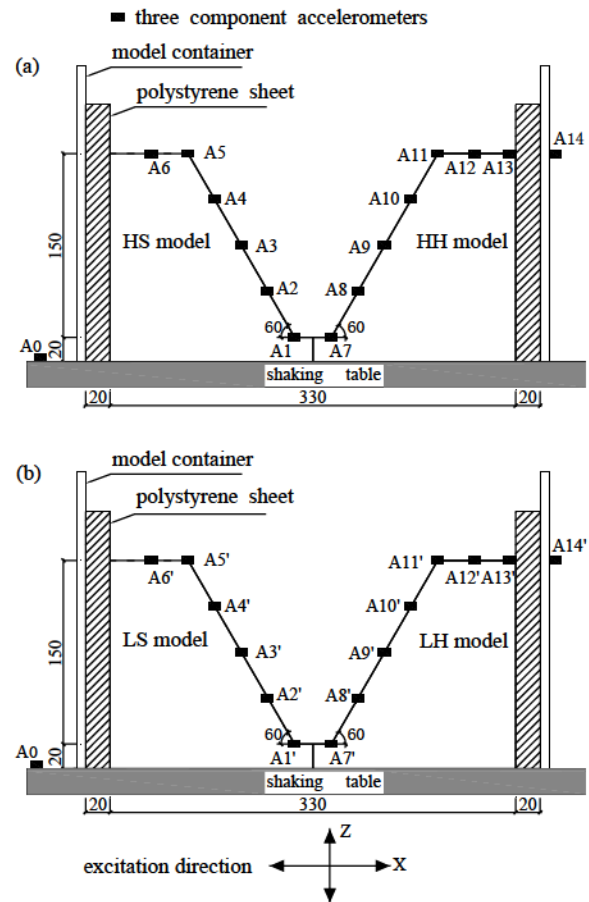 three component accelerometers
model container
(a)
polystyrene sheet
A5
A11
A14
A6
A12 A13
A4
A10
150
HS model
A3
A9
HH model
A2
A8
60
60
A0
20
A1
A7
shaking table
20
330
20
(b)
model container
polystyrene sheet
A5'
A11'
A14'
A6'
A12' A13'
A4'
A10'
150
LS model
A3'
A9'
LH model
A2'
A8'
60
60
A0
20
A1'
A7'
shaking table
20
330
20
Z
excitation direction
X